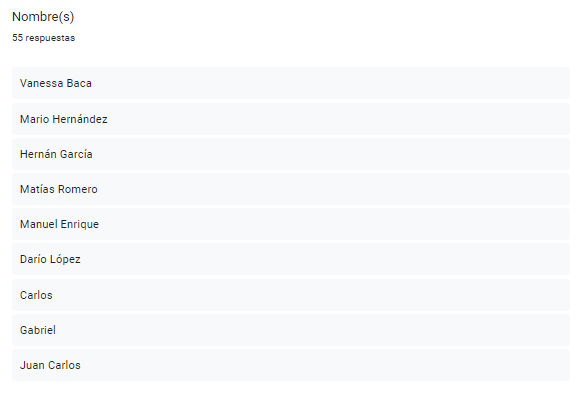 Nombre(s)
55 respuestas
Vanessa Baca
Mario Hernández
Hernán García
Matías Romero
Manuel Enrique
Darío López
Carlos
Gabriel
Juan Carlos